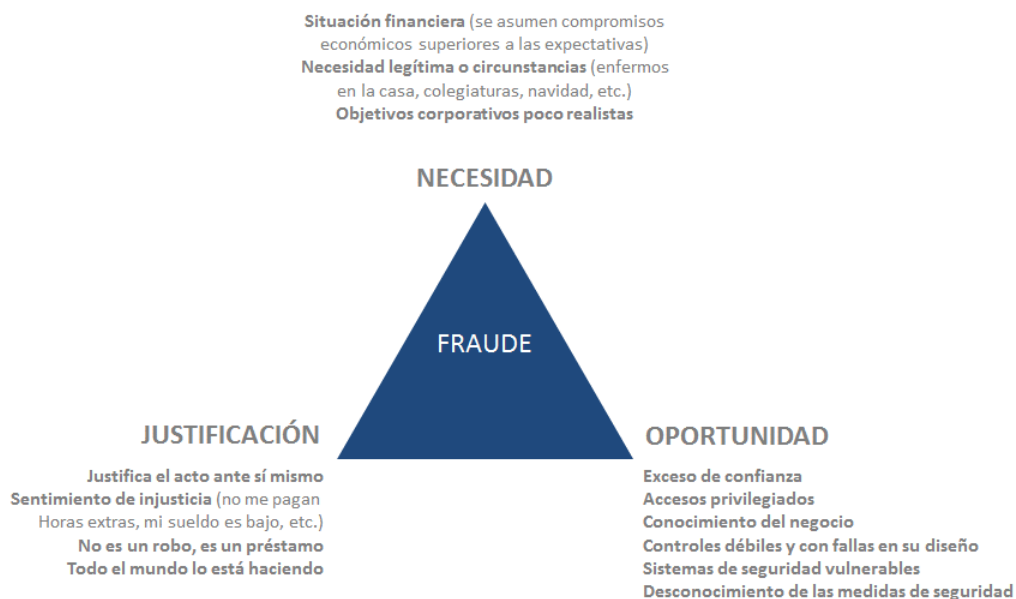 Situación financiera (se asumen compromisos
económicos superiores a las expectativas)
Necesidad legítima o circunstancias (enfermos
en la casa, colegiaturas, navidad, etc.)
Objetivos corporativos poco realistas
NECESIDAD
FRAUDE
JUSTIFICACIÓN
Justifica el acto ante sí mismo
Sentimiento de injusticia (no me pagan
Horas extras, mi sueldo es bajo, etc.)
No es un robo, es un préstamo
Todo el mundo lo está haciendo
OPORTUNIDAD
Exceso de confianza
Accesos privilegiados
Conocimiento del negocio
Controles débiles y con fallas en su diseño
Sistemas de seguridad vulnerables
Desconocimiento de las medidas de seguridad